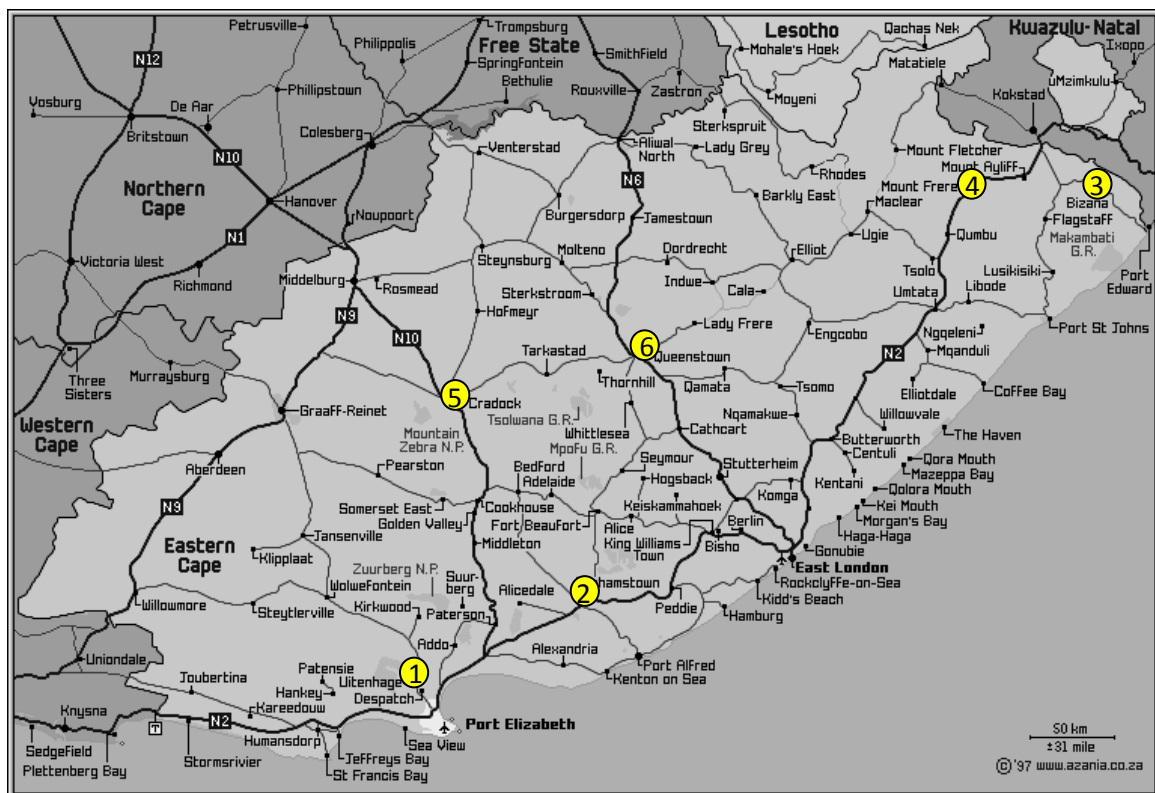 Petrusville
Trompsburg
Lesotho
Qachas Nek
Kwazulu-Natal
Philippolis
Free State
Smithfield
Mohale's Hoek
Ixopo
N12
SpringFontein
Matatiele
uMzimkulu
Bethulie
Rouxville
Zastron
Moyeni
Kokstad
Vosburg
De Aar
Phillipstown
Britstown
Colesberg
Sterkspruit
N10
Venterstad
Aliwal
North
Lady Grey
Mount Fletcher
Rhodes
Mount Ayliff
Northern
Cape
Hanover
N6
4
3
Burgersdorp
Barkly East
Mount Frere
Maclear
Bizana
Noupoort
Jamestown
Flagstaff
N1
Molteno
Dordrecht
Elliot
Ugie
Qumbu
Makambati
G.R.
Victoria West
Steynsburg
Tsolo
Lusikisiki
Port
Edward
Richmond
Middelburg
Rosmead
Sterkstroom
Indwe
Cala
Umtata
Libode
N9
Hofmeyr
Lady Frere
Engcobo
Ngqeleni
Port St Johns
N10
6
Tarkastad
Queenstown
N2
Mqanduli
Three
Sisters
Murraysburg
Thornhill
Qamata
Tsomo
Elliotdale
Coffee Bay
5
Cradock
Western
Cape
Graaff-Reinet
Tsolwana G.R.
Nqamakwe
Willowvale
Mountain
Zebra N.P.
Whittlesea
Cathcart
The Haven
MpoFu G.R.
Butterworth
Centuli
Aberdeen
Pearston
BedFord
Adelaide
Seymour
Hogsback
Stutterheim
Qora Mouth
Mazeppa Bay
Kentani
Komga
Qolora Mouth
N9
Somerset East
Cookhouse
Keiskammahoek
Kei Mouth
Golden Valley
Fort BeauFort
Alice
Berlin
Morgan's Bay
King Williams
Town
Bisho
Haga-Haga
Eastern
Cape
Jansenville
Middleton
Gonubie
Klipplaat
East London
Zuurberg N.P.
Suur-
berg
Rockclyffe-on-Sea
WolweFontein
2
hamstown
Alicedale
Kidd's Beach
Willowmore
Steytlerville
Kirkwood
Paterson
Peddie
Hamburg
Addo
Uniondale
Alexandria
Port Alfred
Patensie
Uitenhage
1
Kenton on Sea
Joubertina
Hankey
Despatch
Kareedouw
Knysna
N2
Port Elizabeth
Humansdorp
Sea View
SedgeField
Plettenberg Bay
Stormsrivier
JeFFreys Bay
St Francis Bay
50 km
±31 mile
©'97 www.azania.co.za